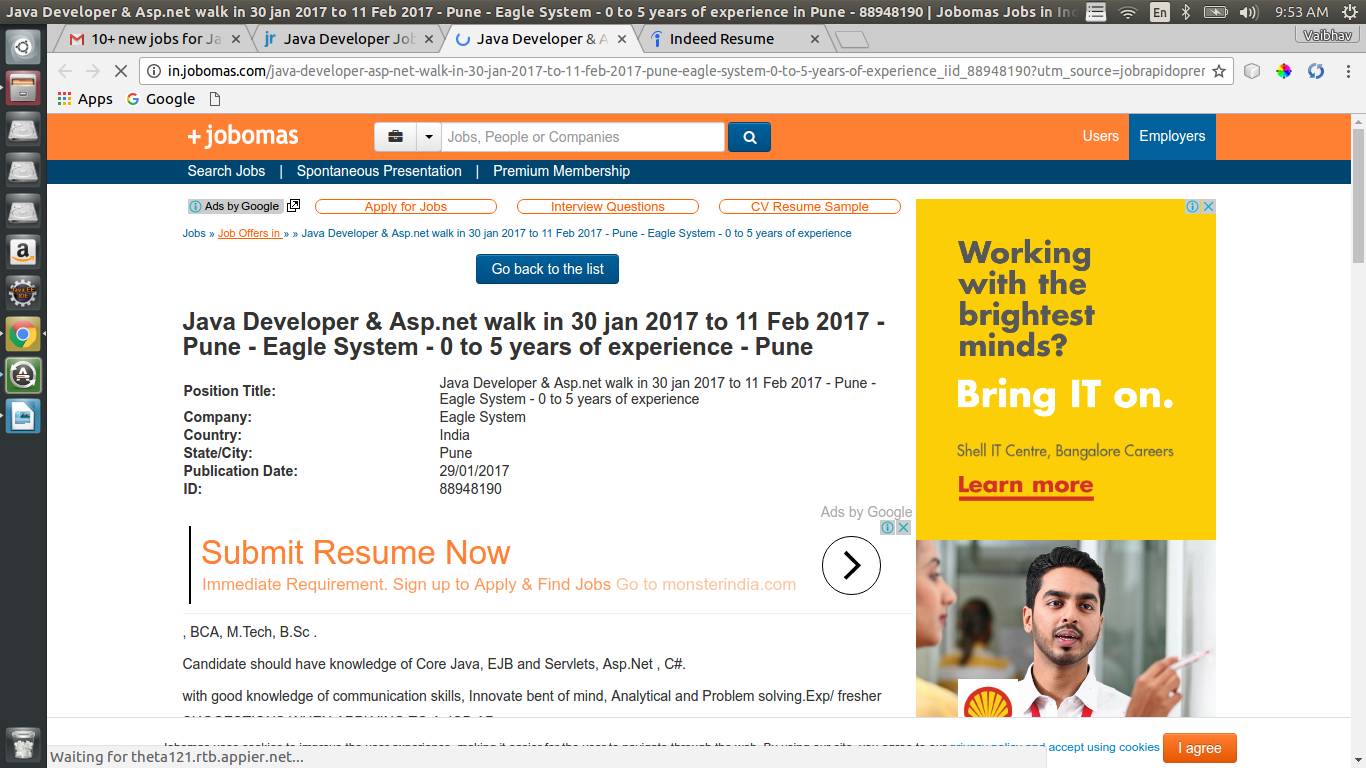 Java Developer & Asp.net walk in 30 jan 2017 to 11 Feb 2017 - Pune - Eagle System - 0 to 5 years of experience in Pune - 88948190 | Jobomas Jobs in In
En
9:53 AM
10+ new jobs for Ja
jr Java Developer Job
Java Developer & A
Indeed Resume
Vaibhav
in.jobomas.com/java-developer-asp-net-walk-in-30-jan-2017-to-11-feb-2017-pune-eagle-system-0-to-5-years-of-experience_iid_88948190?utm_source=jobrapidoprer
Apps
Google
+ jobomas
Jobs, People or Companies
Users
Employers
Search Jobs | Spontaneous Presentation | Premium Membership
Ads by Google
Apply for Jobs
Interview Questions
CV Resume Sample
Jobs » Job Offers in » » Java Developer & Asp.net walk in 30 jan 2017 to 11 Feb 2017 - Pune - Eagle System - 0 to 5 years of experience
Go back to the list
Java Developer & Asp.net walk in 30 jan 2017 to 11 Feb 2017 -
Pune - Eagle System - 0 to 5 years of experience - Pune
Position Title:
Java Developer & Asp.net walk in 30 jan 2017 to 11 Feb 2017 - Pune -
Eagle System - 0 to 5 years of experience
Company: Eagle System
Country: India
State/City: Pune
Publication Date: 29/01/2017
ID: 88948190
Ads by Google
Submit Resume Now
Immediate Requirement. Sign up to Apply & Find Jobs Go to monsterindia.com
, BCA, M.Tech, B.Sc .
Candidate should have knowledge of Core Java, EJB and Servlets, Asp.Net , C#.
with good knowledge of communication skills, Innovate bent of mind, Analytical and Problem solving.Exp/ fresher
Working
with the
brightest
minds?
Bring IT on.
Shell IT Centre, Bangalore Careers
Learn more
accept using cookies
I agree
Waiting for theta121.rtb.appier.net...
a
Java EE
IDE